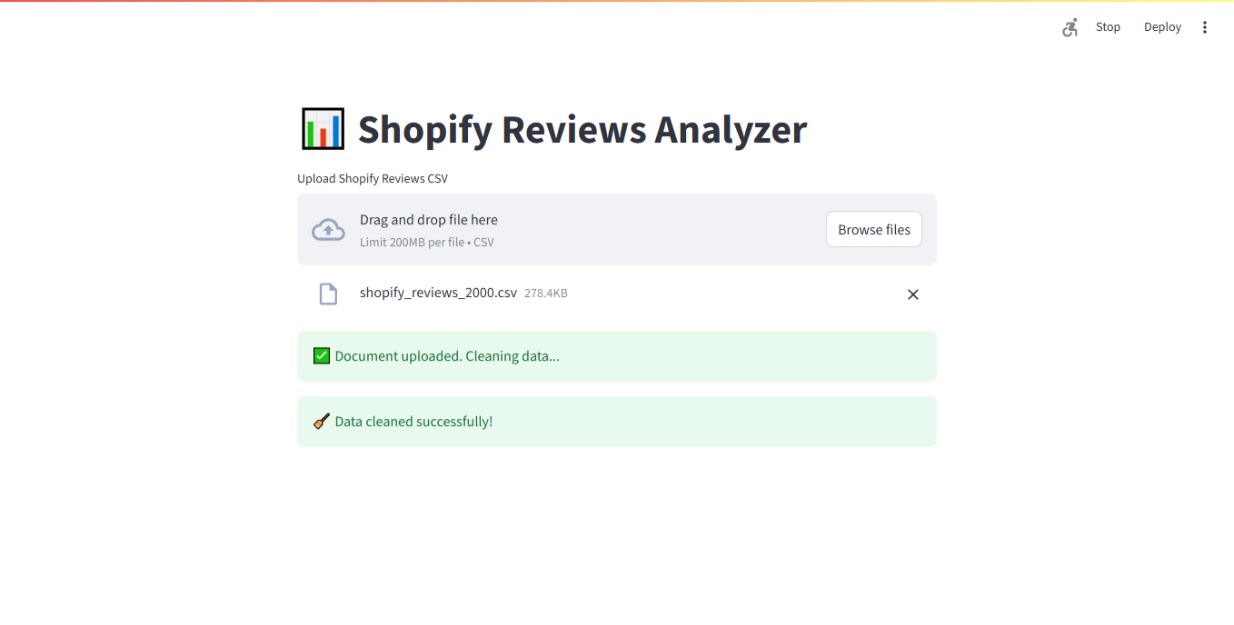 Stop Deploy
Shopify Reviews Analyzer
Upload Shopify Reviews CSV
Drag and drop file here
Limit 200MB per file • CSV
Browse files
shopify_reviews_2000.csv 278.4KB
Document uploaded. Cleaning data...
Data cleaned successfully!